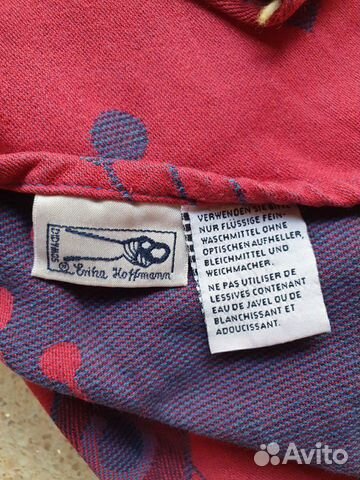 DIDYMOS
© Erika Hoffmann
VERWENDEN SIE BITTE
NUR FLÜSSIGE FEIN-
WASCHMITTEL OHNE
OPTISCHEN AUFHELLER,
BLEICHMITTEL UND
WEICHMACHER.
NE PAS UTILISER DE
LESSIVES CONTENANT
EAU DE JAVEL OU DE
BLANCHISSANT ET
ADOUCISSANT.
Avito